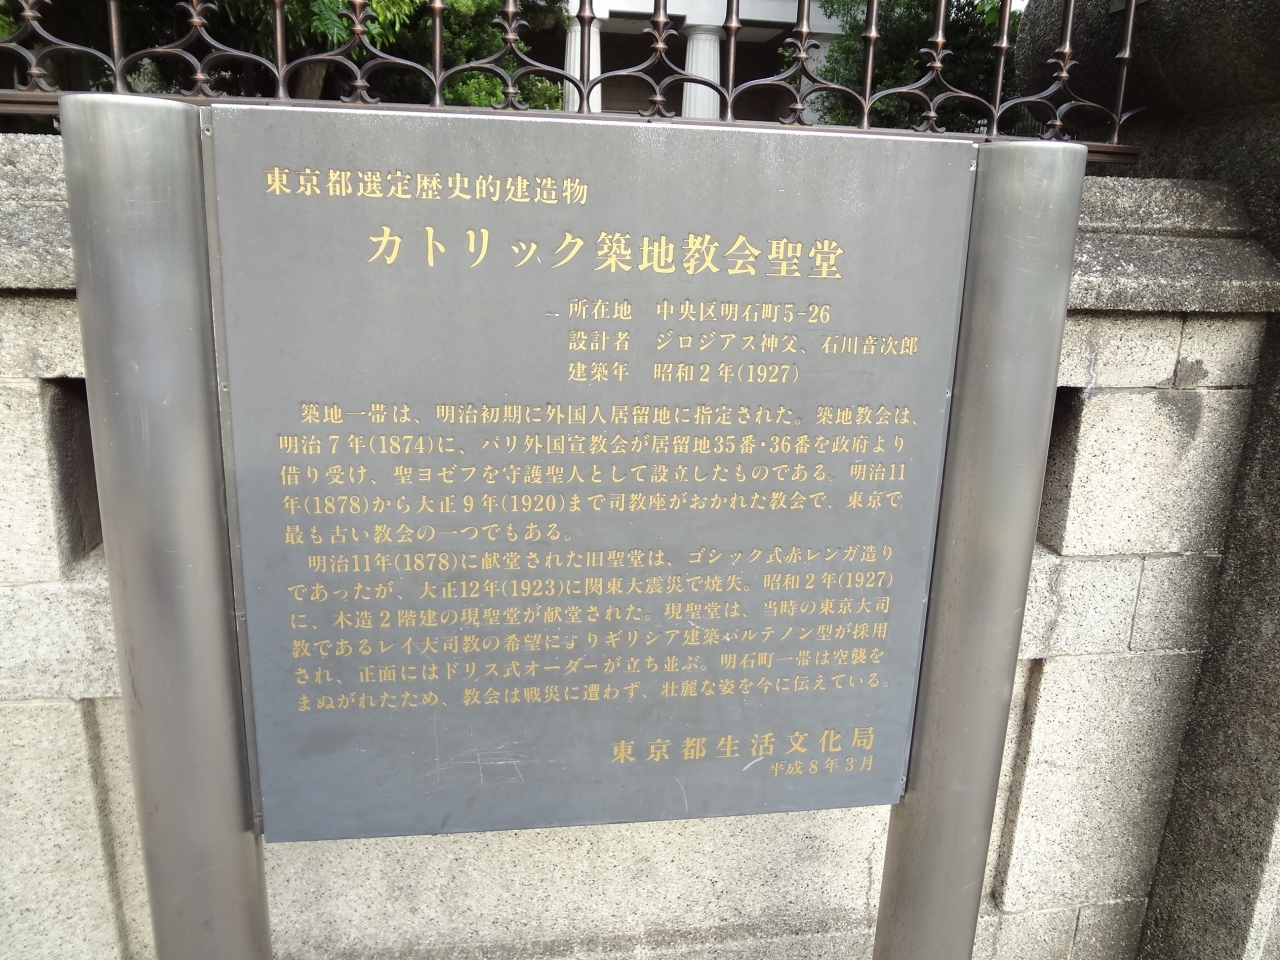 東京都選定歴史的建造物
カトリック築地教会聖堂
所在地　中央区明石町5-26
設計者　ジロジアス神父、石川音次郎
建築年　昭和2年(1927)
築地一帯は、明治初期に外国人居留地に指定された。築地教会は、
明治7年(1874)に、パリ外国宣教会が居留地35番・36番を政府より
借り受け、聖ヨゼフを守護聖人として設立したものである。明治11
年(1878)から大正9年(1920)まで司教座がおかれた教会で、東京で
最も古い教会の一つでもある。
明治11年(1878)に献堂された旧聖堂は、ゴシック式赤レンガ造り
であったが、大正12年(1923)に関東大震災で焼失。昭和2年(1927)
に、木造2階建の現聖堂が献堂された。現聖堂は、当時の東京大司
教であるレイ大司教の希望によりギリシア建築パルテノン型が採用
され、正面にはドリス式オーダーが立ち並ぶ。明石町一帯は空襲を
まぬがれたため、教会は戦災に遭わず、壮麗な姿を今に伝えている。
東京都生活文化局
平成8年3月